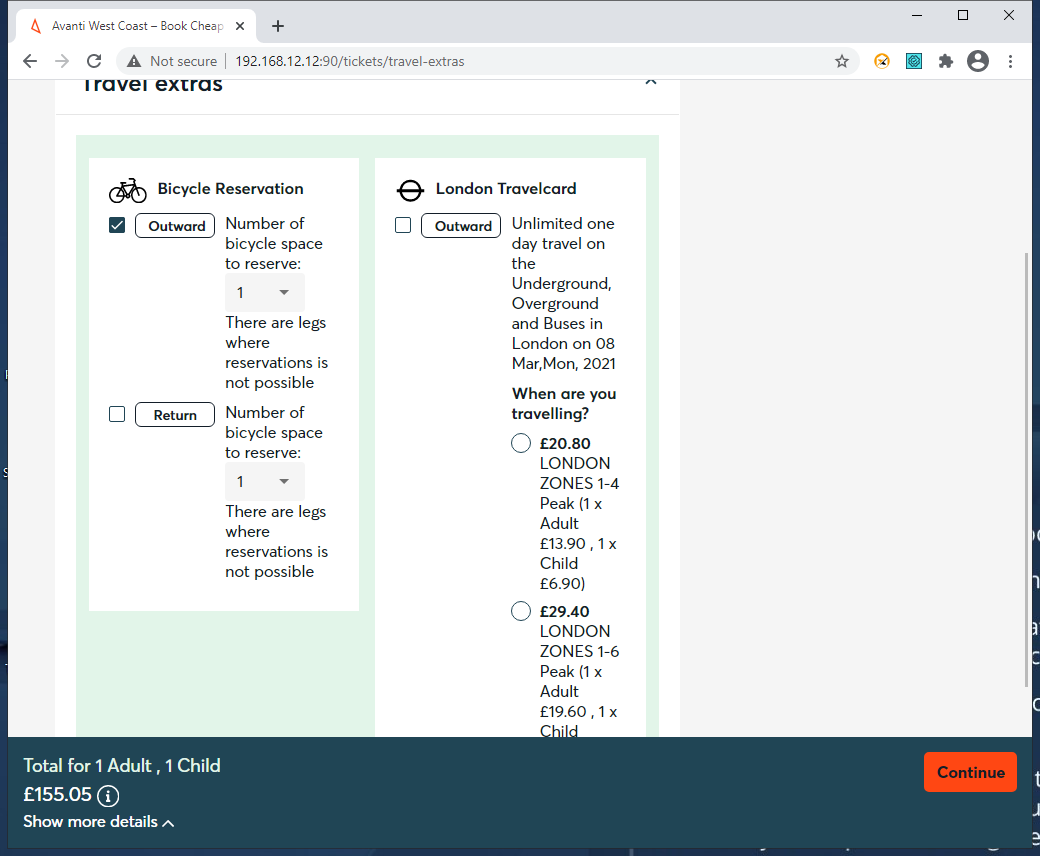 Avanti West Coast – Book Cheap
Not secure
192.168.12.12:90/tickets/travel-extras
Travel extras
Bicycle Reservation
Outward
Number of
bicycle space
to reserve:
1
There are legs
where
reservations is
not possible
Return
Number of
bicycle space
to reserve:
1
There are legs
where
reservations is
not possible
London Travelcard
Outward
Unlimited one
day travel on
the
Underground,
Overground
and Buses in
London on 08
Mar,Mon, 2021
When are you
travelling?
£20.80
LONDON
ZONES 1-4
Peak (1 x
Adult
£13.90 , 1 x
Child
£6.90)
£29.40
LONDON
ZONES 1-6
Peak (1 x
Adult
£19.60 , 1 x
Child
Total for 1 Adult , 1 Child
£155.05
Show more details
Continue